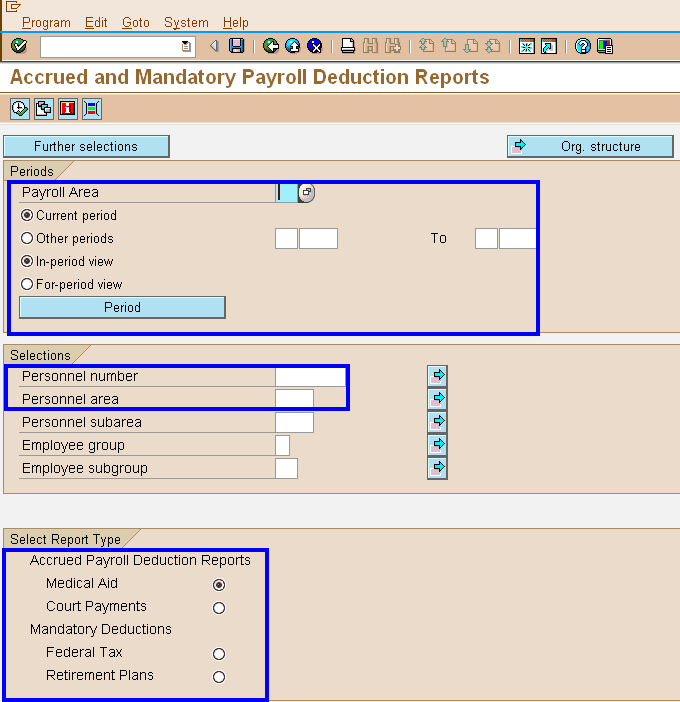 Program Edit Goto System Help
Accrued and Mandatory Payroll Deduction Reports
Further selections Org. structure
Periods
Payroll Area
Current period
Other periods To
In-period view
For-period view
Period
Selections
Personnel number
Personnel area
Personnel subarea
Employee group
Employee subgroup
Select Report Type
Accrued Payroll Deduction Reports
Medical Aid
Court Payments
Mandatory Deductions
Federal Tax
Retirement Plans